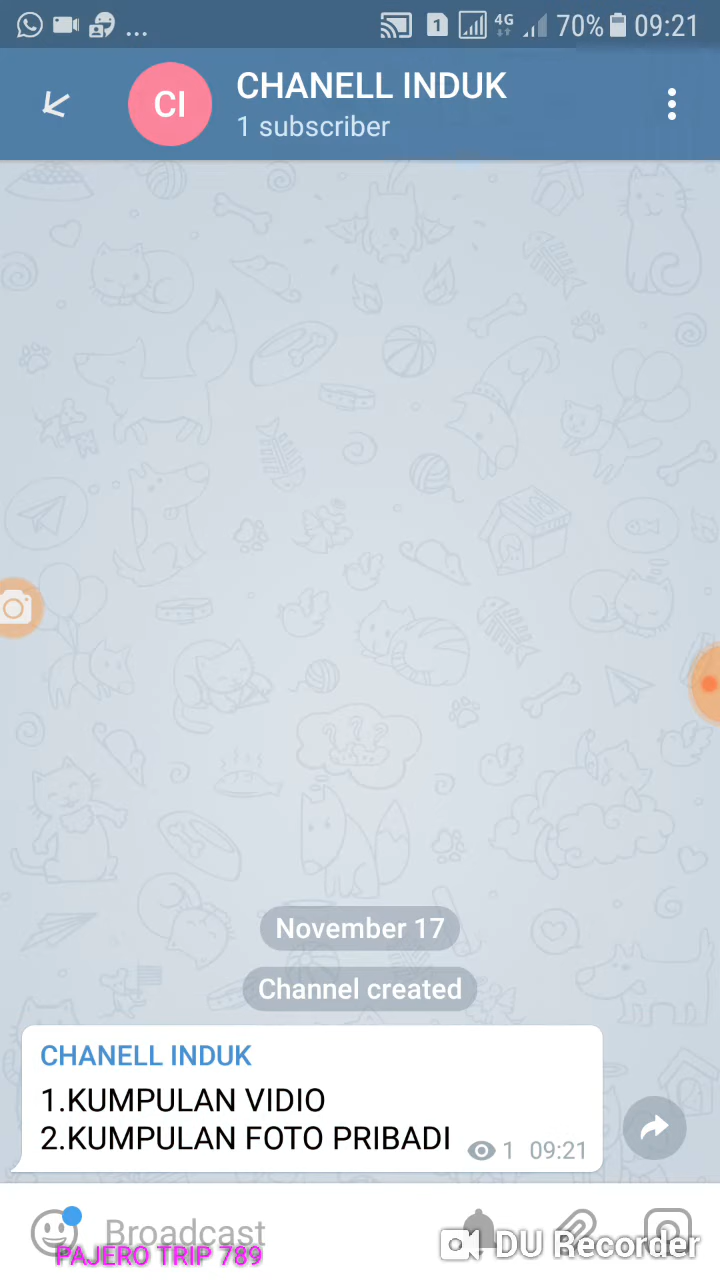 1 4G 70% 09:21
CI
CHANELL INDUK
1 subscriber
November 17
Channel created
CHANELL INDUK
1.KUMPULAN VIDIO
2.KUMPULAN FOTO PRIBADI
1 09:21
Broadcast
PAJERO TRIP 789
DU Recorder